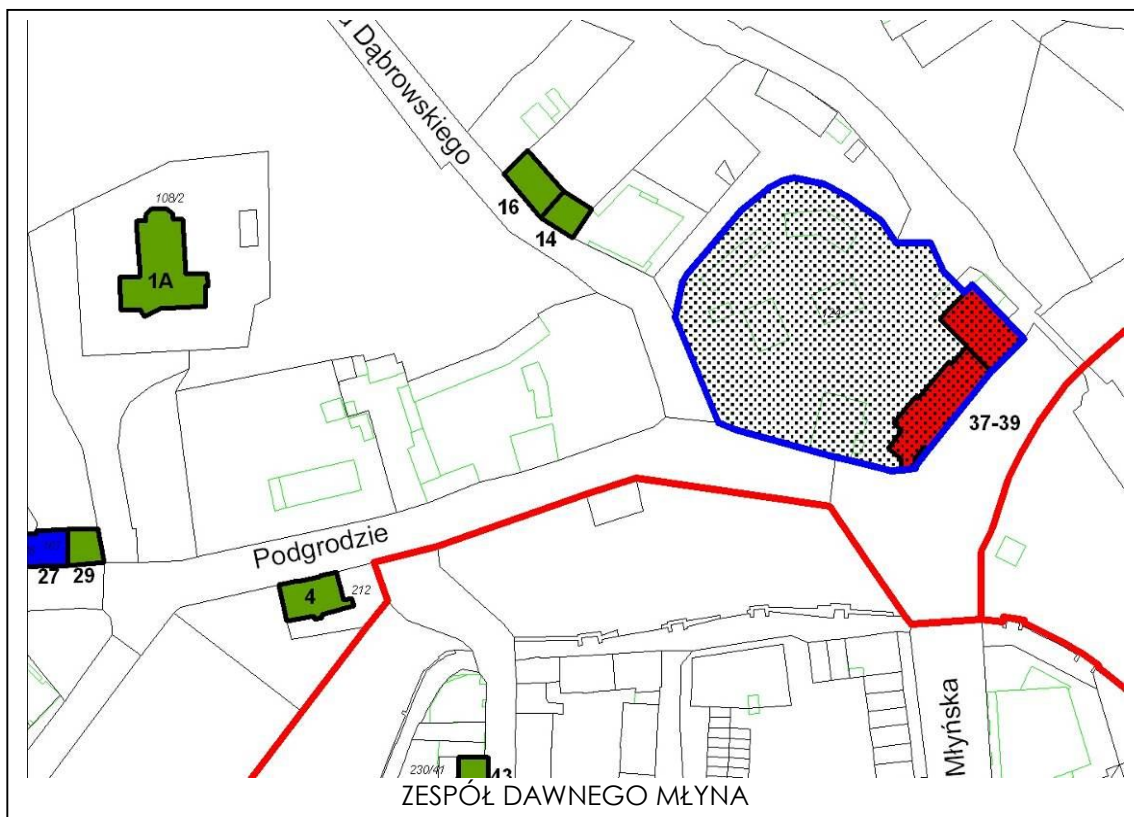 Dąbrowskiego
108/2
1A
16
14
37-39
Podgrodzie
27
29
4
212
Młyńska
230/41
43
ZESPÓŁ DAWNEGO MŁYNA